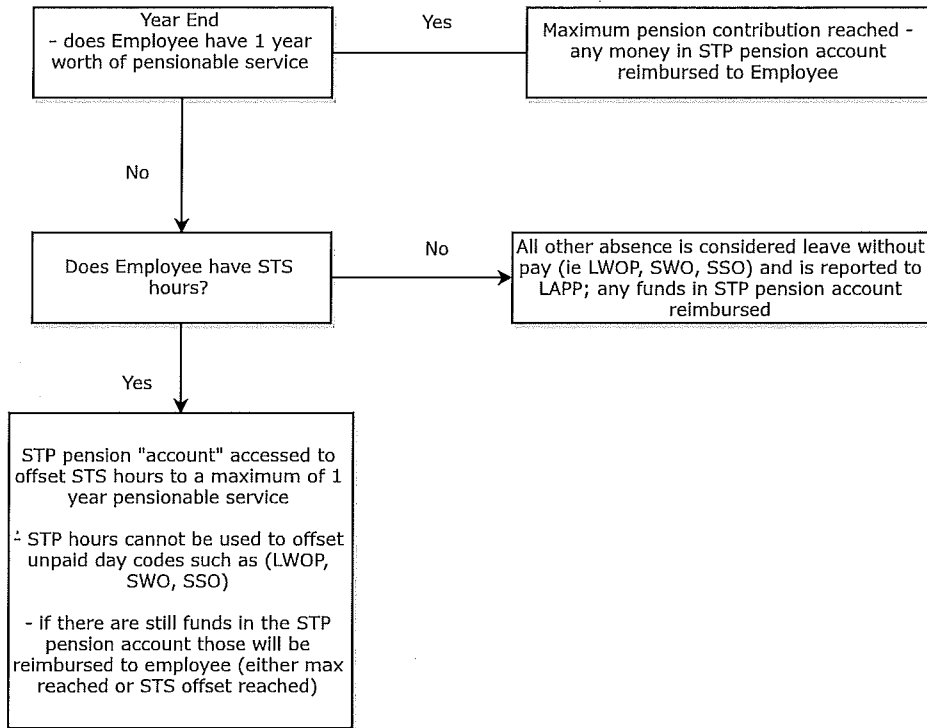 Year End
- does Employee have 1 year
worth of pensionable service
Yes
Maximum pension contribution reached -
any money in STP pension account
reimbursed to Employee
No
Does Employee have STS
hours?
No
All other absence is considered leave without
pay (ie LWOP, SWO, SSO) and is reported to
LAPP; any funds in STP pension account
reimbursed
Yes
STP pension "account" accessed to
offset STS hours to a maximum of 1
year pensionable service
- STP hours cannot be used to offset
unpaid day codes such as (LWOP,
SWO, SSO)
- if there are still funds in the STP
pension account those will be
reimbursed to employee (either max
reached or STS offset reached)